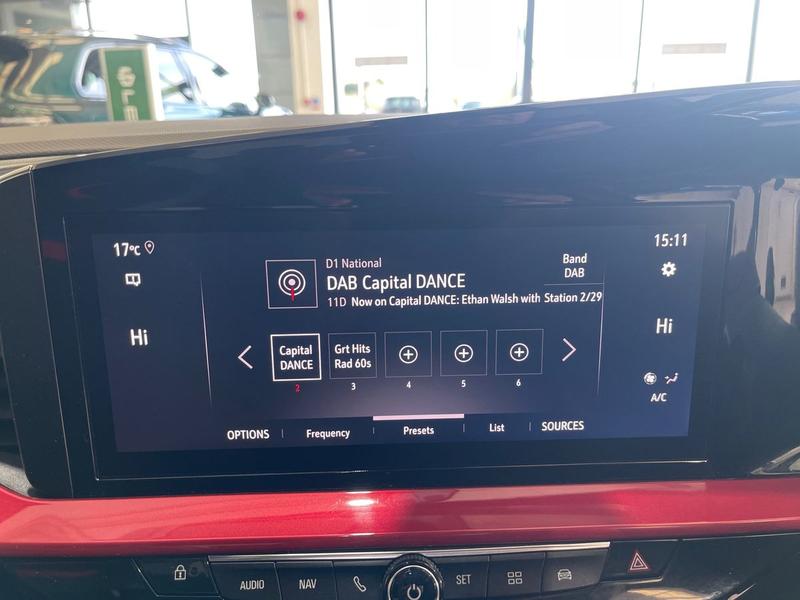 17°C
15:11
D1 National
DAB Capital DANCE
11D Now on Capital DANCE: Ethan Walsh with
Band
DAB
Station 2/29
Hi
Hi
Capital
DANCE
Grt Hits
Rad 60s
2
3
4
5
6
A/C
OPTIONS
Frequency
Presets
List
SOURCES
AUDIO
NAV
SET